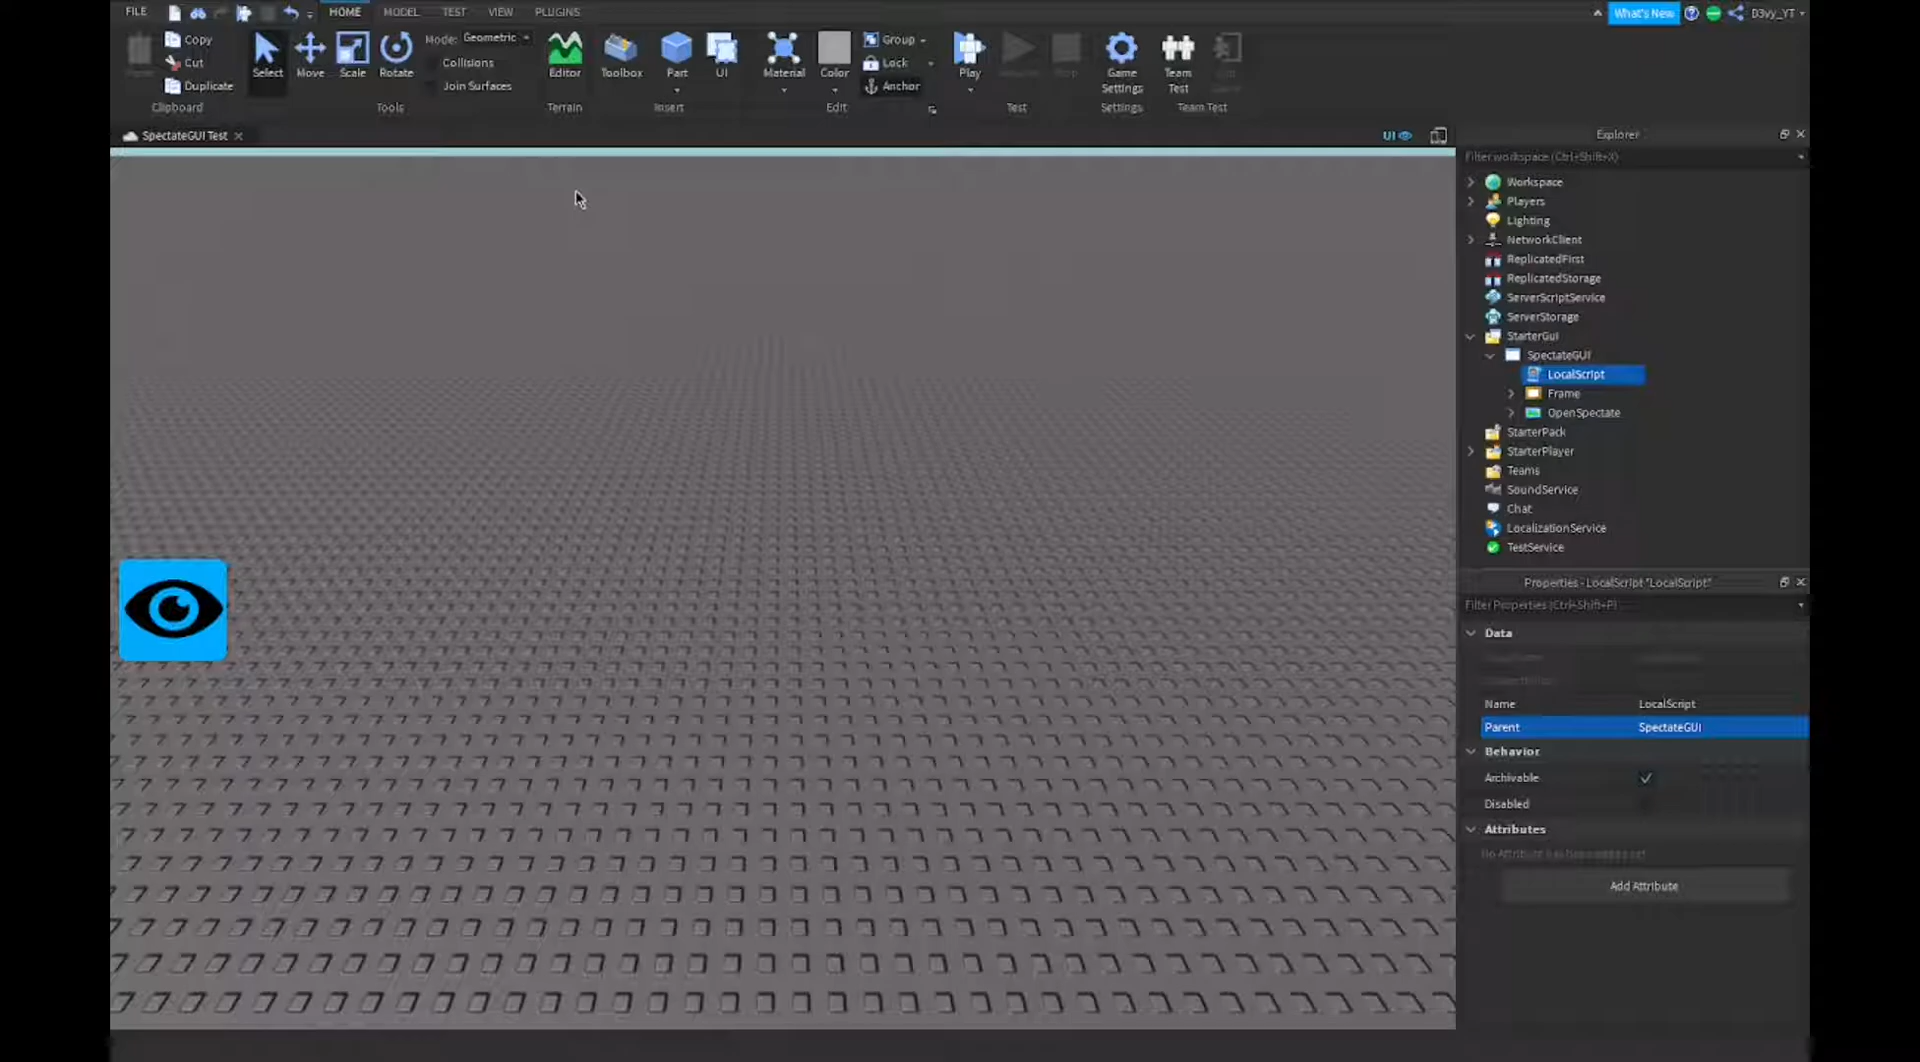 FILE HOME MODEL TEST VIEW PLUGINS What's New D3vy_YT
Copy
Cut
Duplicate
Clipboard
Select Move Scale Rotate
Mode: Geometric
Collisions
Join Surfaces
Tools
Editor
Terrain
Toolbox Part UI
Insert
Material Color
Group
Lock
Anchor
Edit
Play
Test
Game Settings
Settings
Team Test
Team Test
SpectateGUI Test
UI
Explorer
Filter workspace (Ctrl+Shift+X)
Workspace
Players
Lighting
NetworkClient
ReplicatedFirst
ReplicatedStorage
ServerScriptService
ServerStorage
StarterGui
SpectateGUI
LocalScript
Frame
OpenSpectate
StarterPack
StarterPlayer
Teams
SoundService
Chat
LocalizationService
TestService
Properties - LocalScript "LocalScript"
Filter Properties (Ctrl+Shift+P)
Data
Name LocalScript
Parent SpectateGUI
Behavior
Archivable
Disabled
Attributes
Add Attribute